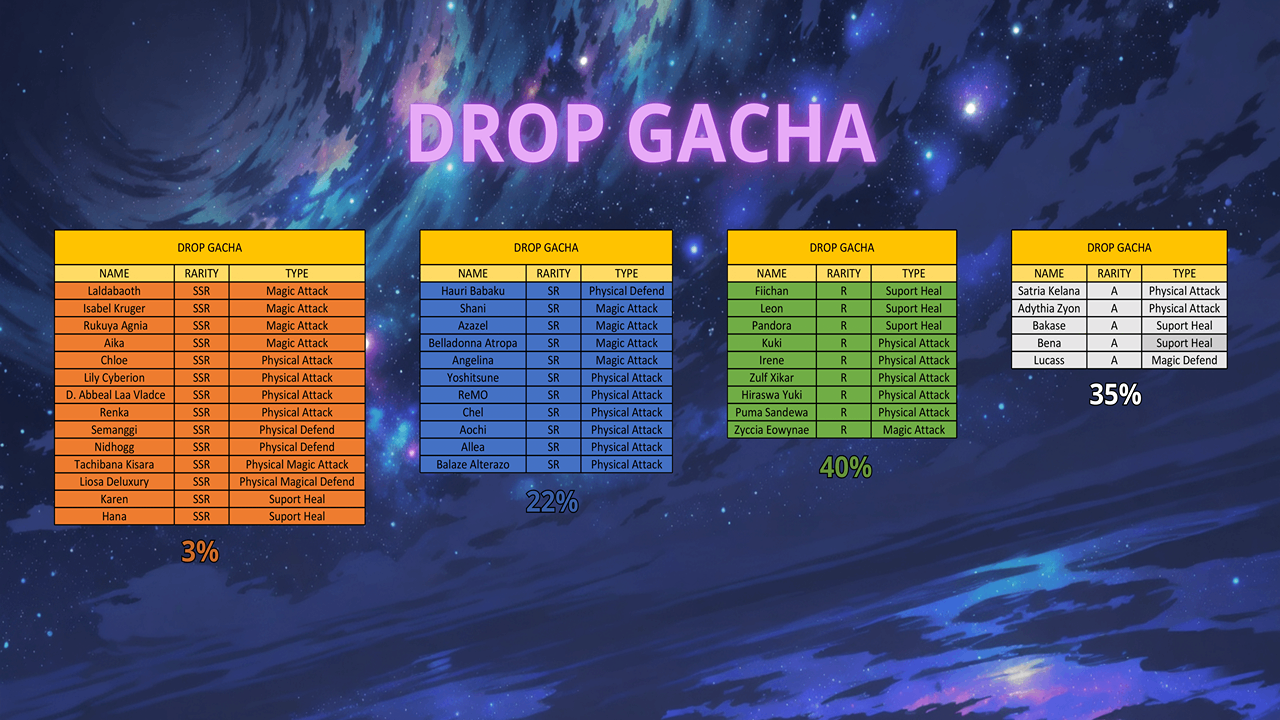 DROP GACHA
DROP GACHA
NAME RARITY TYPE
Laldabaoth SSR Magic Attack
Isabel Kruger SSR Magic Attack
Rukuya Agnia SSR Magic Attack
Aika SSR Magic Attack
Chloe SSR Physical Attack
Lily Cyberion SSR Physical Attack
D. Abbeal Laa Vladce SSR Physical Attack
Renka SSR Physical Attack
Semanggi SSR Physical Defend
Nidhogg SSR Physical Defend
Tachibana Kisara SSR Physical Magic Attack
Liosa Deluxury SSR Physical Magical Defend
Karen SSR Suport Heal
Hana SSR Suport Heal
3%
DROP GACHA
NAME RARITY TYPE
Hauri Babaku SR Physical Defend
Shani SR Magic Attack
Azazel SR Magic Attack
Belladonna Atropa SR Magic Attack
Angelina SR Magic Attack
Yoshitsune SR Physical Attack
ReMO SR Physical Attack
Chel SR Physical Attack
Aochi SR Physical Attack
Allea SR Physical Attack
Balaze Alterazo SR Physical Attack
22%
DROP GACHA
NAME RARITY TYPE
Fiichan R Suport Heal
Leon R Suport Heal
Pandora R Suport Heal
Kuki R Physical Attack
Irene R Physical Attack
Zulf Xikar R Physical Attack
Hiraswa Yuki R Physical Attack
Puma Sandewa R Physical Attack
Zyccia Eowynae R Magic Attack
40%
DROP GACHA
NAME RARITY TYPE
Satria Kelana A Physical Attack
Adythia Zyon A Physical Attack
Bakase A Suport Heal
Bena A Suport Heal
Lucass A Magic Defend
35%